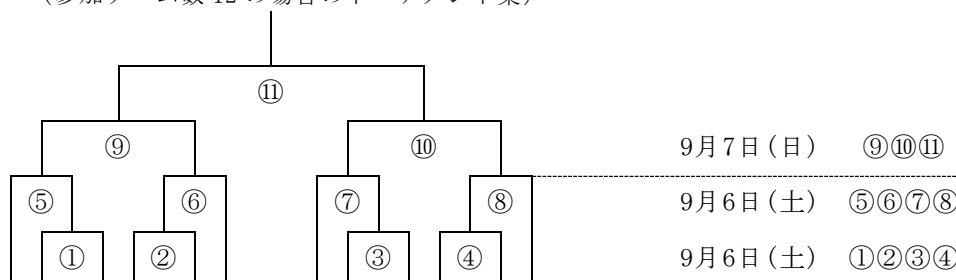 (参加チーム数 12 の場合のトーナメント案)
⑪
⑨ ⑩ 9月7日(日) ⑨⑩⑪
⑤ ⑥ ⑦ ⑧ 9月6日(土) ⑤⑥⑦⑧
① ② ③ ④ 9月6日(土) ①②③④